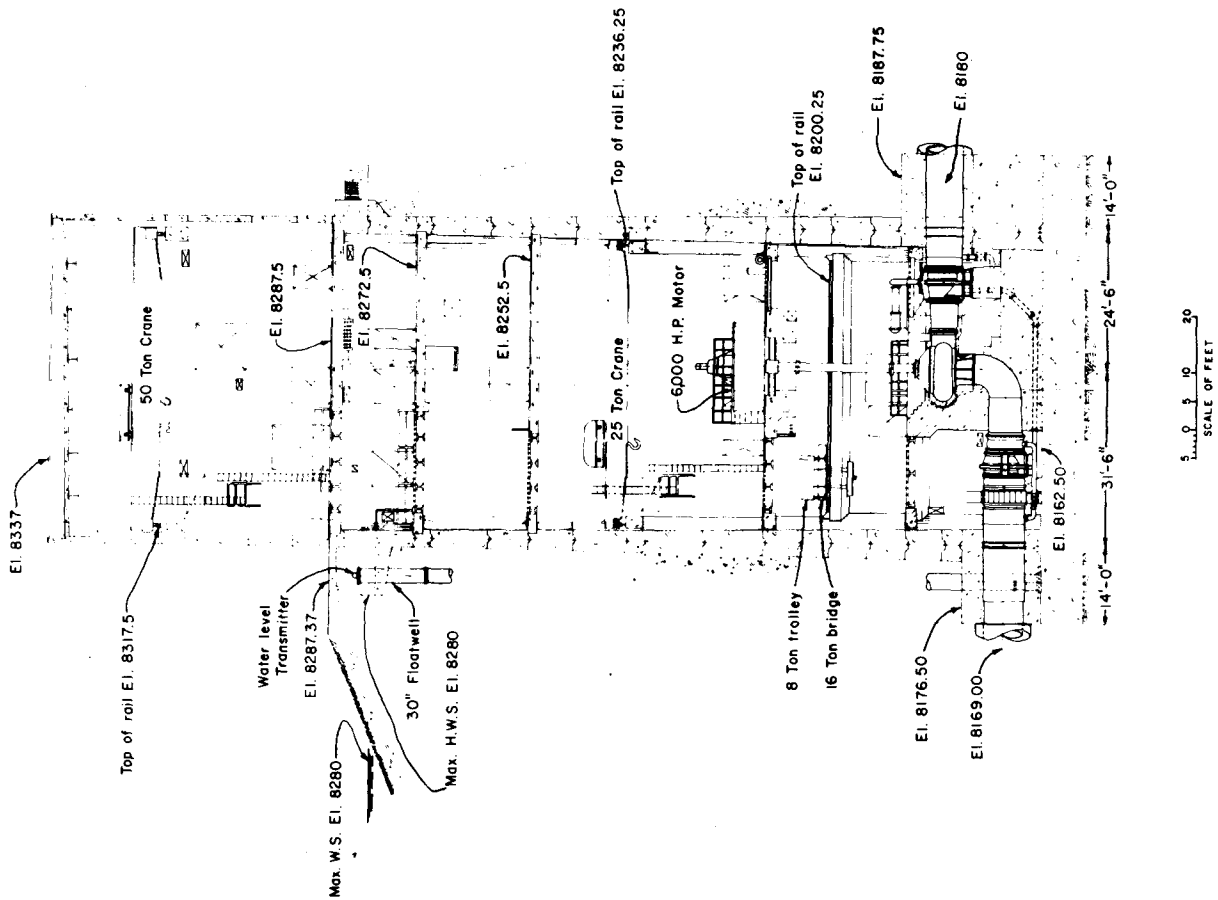 El. 8337
Top of rail El. 8317.5
50 Ton Crane
El. 8287.5
El. 8272.5
Water level
Transmitter
El. 8287.37
30" Floatwell
Max. H.W.S. El. 8280
Max. W.S. El. 8280
El. 8252.5
Top of rail El. 8236.25
25 Ton Crane
6,000 H.P. Motor
Top of rail
El. 8200.25
8 Ton trolley
16 Ton bridge
El. 8187.75
El. 8180
El. 8176.50
El. 8169.00
El. 8162.50
14'-0"
31'-6"
24'-6"
14'-0"
5 0 5 10 20
SCALE OF FEET